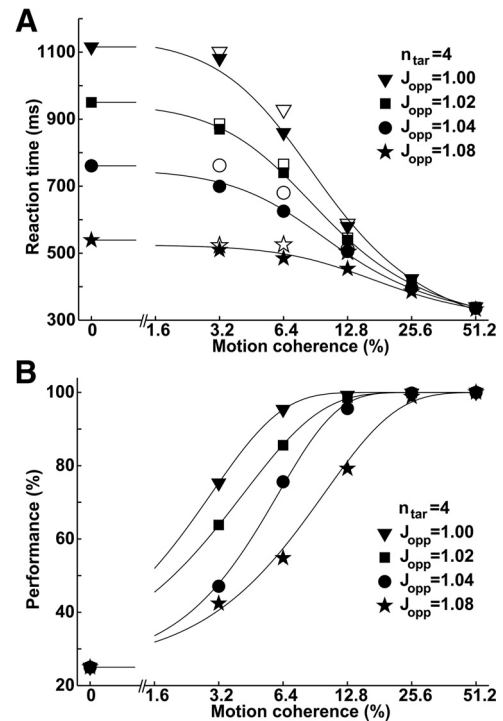 A
1100
900
700
500
300
Reaction time (ms)
n_tar=4
J_opp=1.00
J_opp=1.02
J_opp=1.04
J_opp=1.08
0 1.6 3.2 6.4 12.8 25.6 51.2
Motion coherence (%)
B
100
80
60
40
20
Performance (%)
n_tar=4
J_opp=1.00
J_opp=1.02
J_opp=1.04
J_opp=1.08
0 1.6 3.2 6.4 12.8 25.6 51.2
Motion coherence (%)